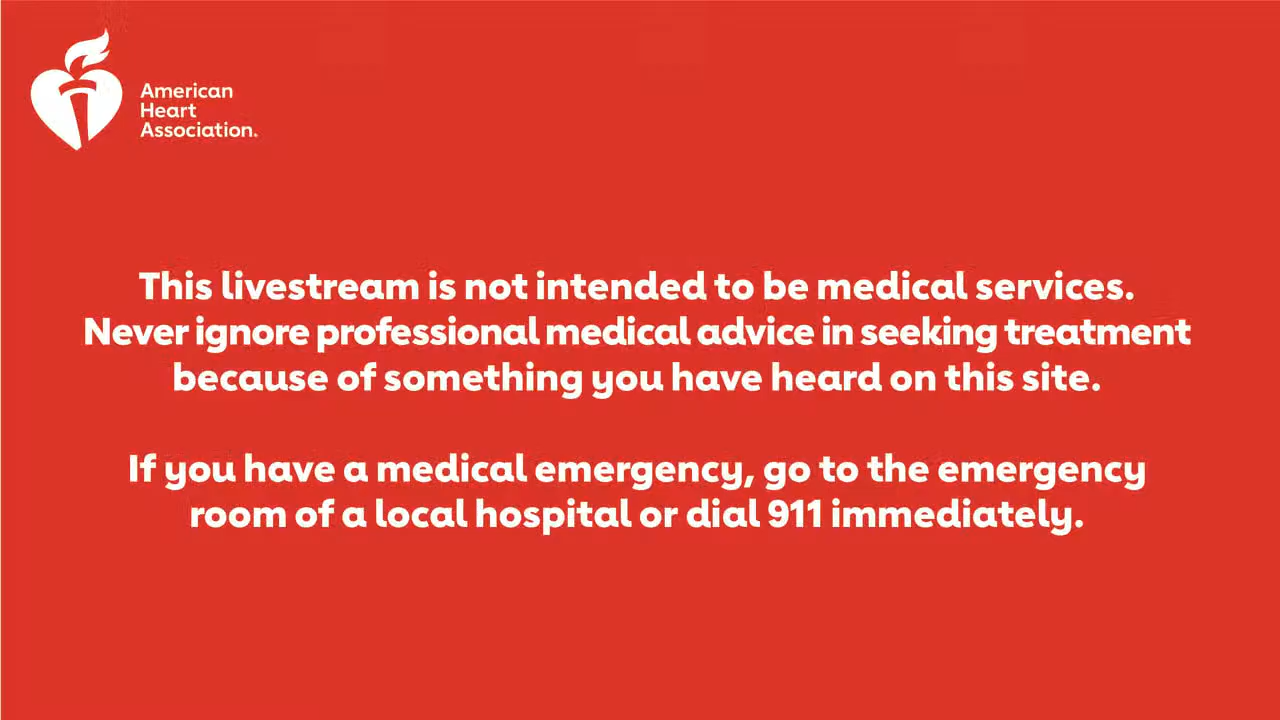 American
Heart
Association.
This livestream is not intended to be medical services.
Never ignore professional medical advice in seeking treatment
because of something you have heard on this site.
If you have a medical emergency, go to the emergency
room of a local hospital or dial 911 immediately.